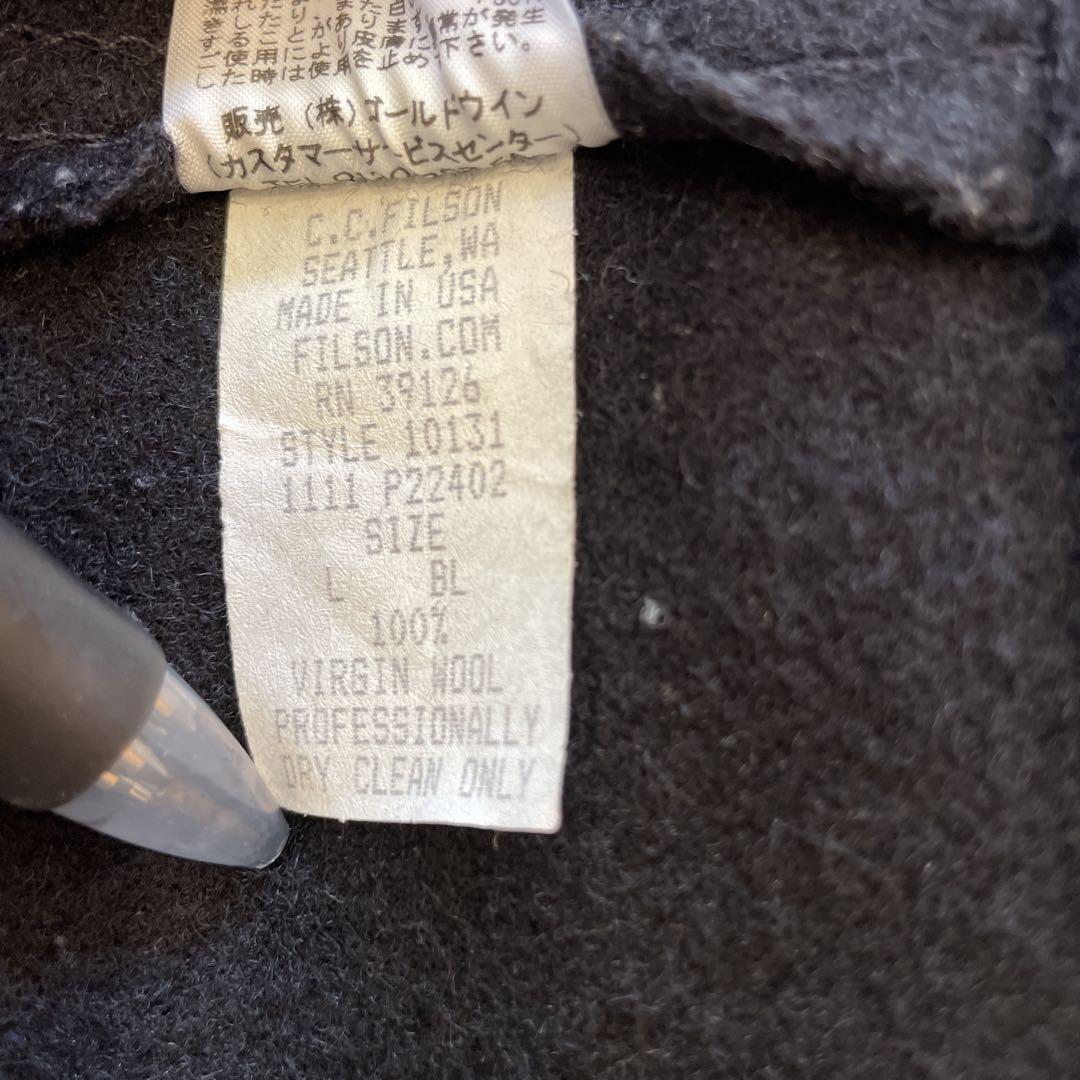 販売 (株)ゴールドウイン
(カスタマーサービスセンター)
C.C.FILSON
SEATTLE,WA
MADE IN USA
FILSON.COM
RN 39126
STYLE 10131
1111 P22402
SIZE
L BL
100%
VIRGIN WOOL
PROFESSIONALLY
DRY CLEAN ONLY